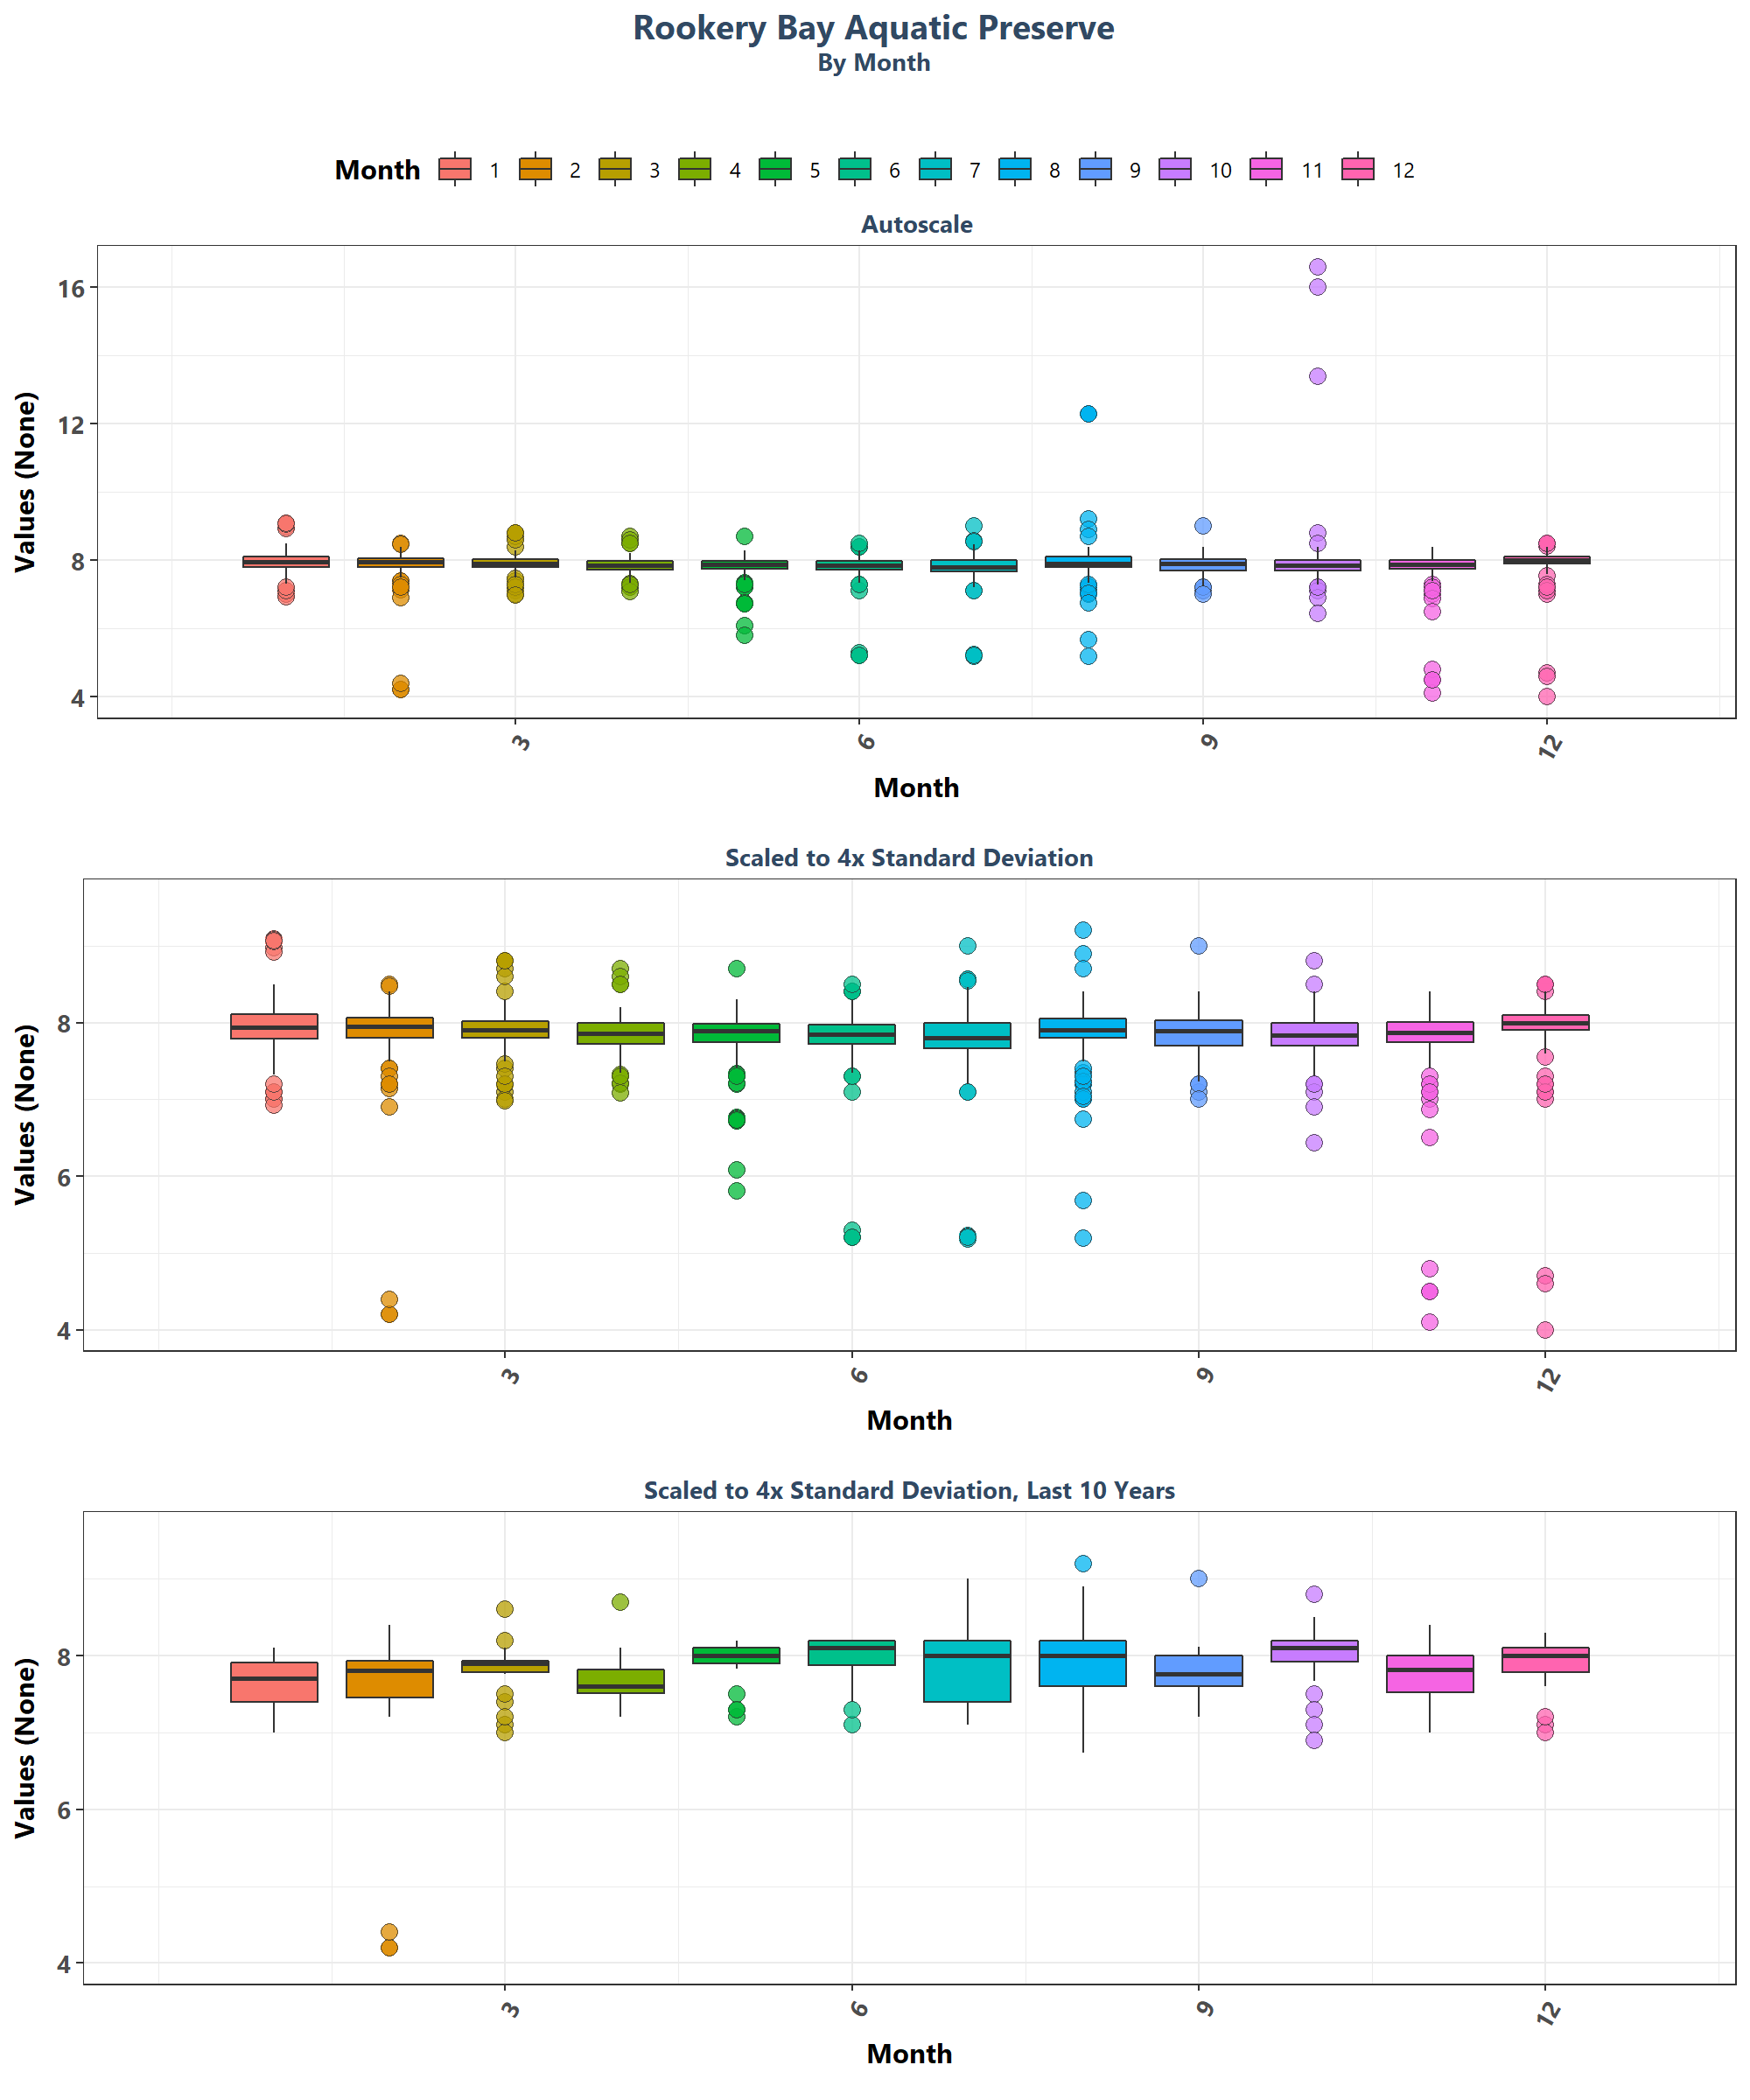 Rookery Bay Aquatic Preserve
By Month
Month 1 2 3 4 5 6 7 8 9 10 11 12
Autoscale
Values (None)
16
12
8
4
3 6 9 12
Month
Scaled to 4x Standard Deviation
Values (None)
8
6
4
3 6 9 12
Month
Scaled to 4x Standard Deviation, Last 10 Years
Values (None)
8
6
4
3 6 9 12
Month